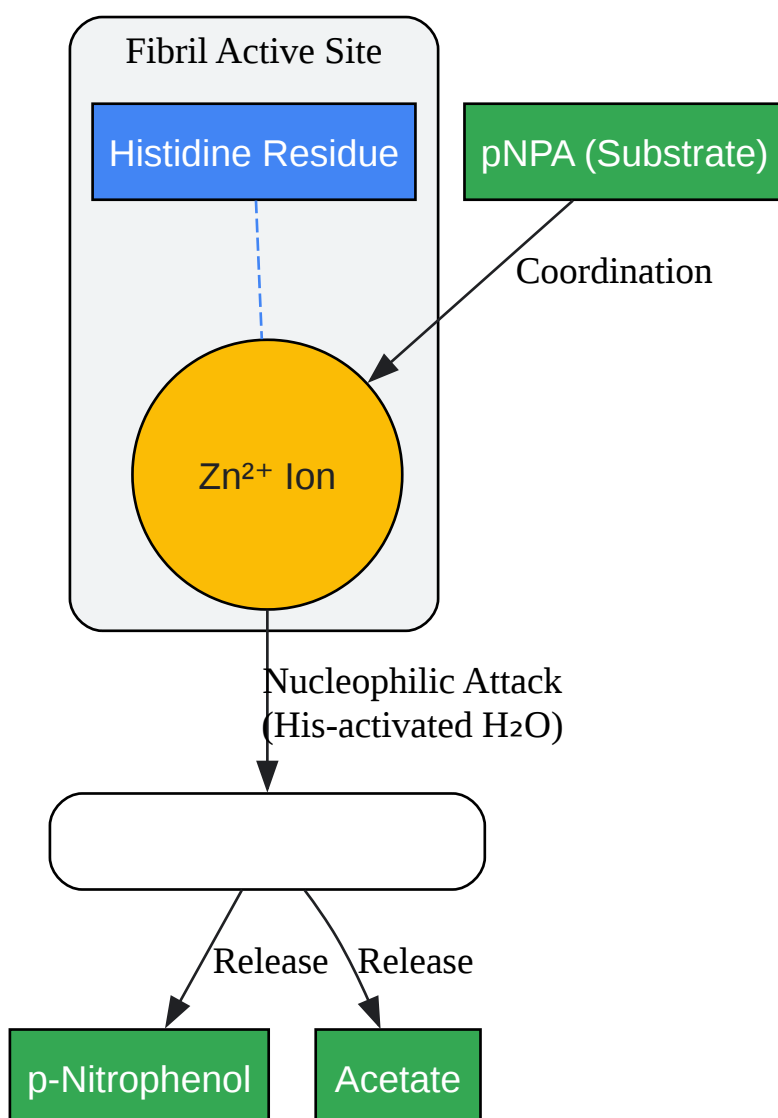 Fibril Active Site
Histidine Residue
pNPA (Substrate)
Coordination
Zn²⁺ Ion
Nucleophilic Attack
(His-activated H₂O)
Release
Release
p-Nitrophenol
Acetate